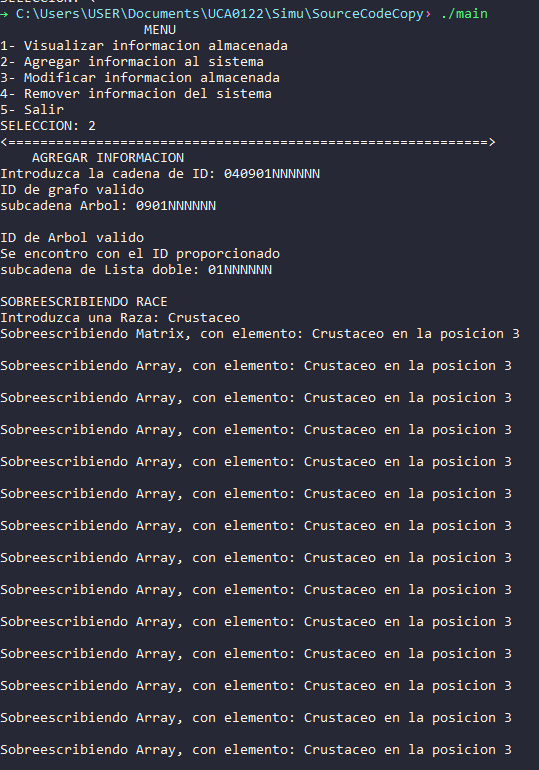 → C:\Users\USER\Documents\UCA0122\Simu\SourceCodeCopy› ./main
MENU
1- Visualizar informacion almacenada
2- Agregar informacion al sistema
3- Modificar informacion almacenada
4- Remover informacion del sistema
5- Salir
SELECCION: 2
<============================================================>
AGREGAR INFORMACION
Introduzca la cadena de ID: 040901NNNNNN
ID de grafo valido
subcadena Arbol: 0901NNNNNN
ID de Arbol valido
Se encontro con el ID proporcionado
subcadena de Lista doble: 01NNNNNN
SOBREESCRIBIENDO RACE
Introduzca una Raza: Crustaceo
Sobreescribiendo Matrix, con elemento: Crustaceo en la posicion 3
Sobreescribiendo Array, con elemento: Crustaceo en la posicion 3
Sobreescribiendo Array, con elemento: Crustaceo en la posicion 3
Sobreescribiendo Array, con elemento: Crustaceo en la posicion 3
Sobreescribiendo Array, con elemento: Crustaceo en la posicion 3
Sobreescribiendo Array, con elemento: Crustaceo en la posicion 3
Sobreescribiendo Array, con elemento: Crustaceo en la posicion 3
Sobreescribiendo Array, con elemento: Crustaceo en la posicion 3
Sobreescribiendo Array, con elemento: Crustaceo en la posicion 3
Sobreescribiendo Array, con elemento: Crustaceo en la posicion 3
Sobreescribiendo Array, con elemento: Crustaceo en la posicion 3
Sobreescribiendo Array, con elemento: Crustaceo en la posicion 3
Sobreescribiendo Array, con elemento: Crustaceo en la posicion 3
Sobreescribiendo Array, con elemento: Crustaceo en la posicion 3